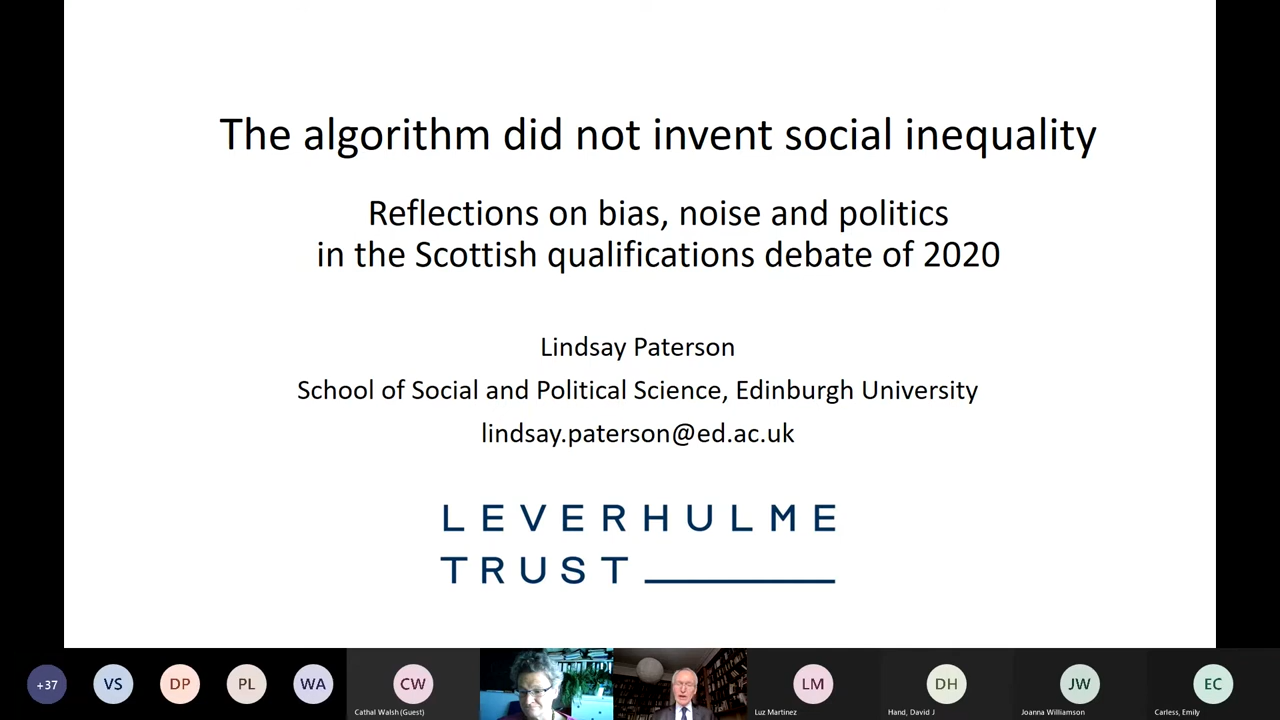 The algorithm did not invent social inequality
Reflections on bias, noise and politics
in the Scottish qualifications debate of 2020
Lindsay Paterson
School of Social and Political Science, Edinburgh University
lindsay.paterson@ed.ac.uk
LEVERHULME
TRUST
+37
VS
DP
PL
WA
CW
Cathal Walsh (Guest)
LM
Luz Martinez
DH
Hand, David J
JW
Joanna Williamson
EC
Carless, Emily